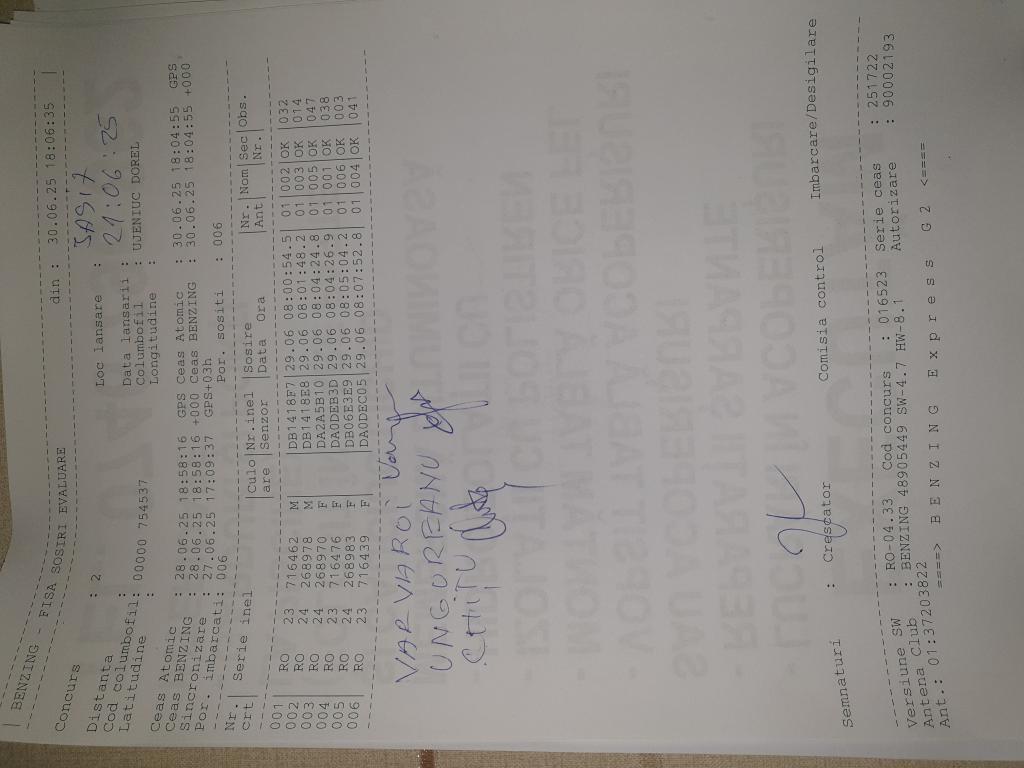 | BENZING - FISA SOSIRI EVALUARE din : 30.06.25 18:06:35 |
Concurs : 2 Loc lansare : IASI 7
Distanta : Data lansarii : 21:06:25
Cod columbofil: 00000 754537 Columbofil : UJENIUC DOREL
Latitudine : Longitudine :
Ceas Atomic : 28.06.25 18:58:16 GPS Ceas Atomic : 30.06.25 18:04:55 GPS
Ceas BENZING : 28.06.25 18:58:16 +000 Ceas BENZING : 30.06.25 18:04:55 +000
Sincronizare : 27.06.25 17:09:37 GPS+03h
Por. imbarcati: 006 Por. sositi : 006
Nr. | Serie inel |Culo |Nr.inel |Sosire |Nr. |Nom |Sec |Obs.
crt | |are |Senzor |Data Ora |Ant | |Nr. |
001 | RO 23 716462 M | |DB1418F7|29.06 08:00:54.5| 01 |002|OK |032
002 | RO 24 268978 M | |DB1418E8|29.06 08:01:48.2| 01 |003|OK |014
003 | RO 24 268970 F | |DA2A5B10|29.06 08:04:24.8| 01 |005|OK |047
004 | RO 23 716476 F | |DA0DEB3D|29.06 08:04:26.9| 01 |001|OK |038
005 | RO 24 268983 F | |DB0CE3E9|29.06 08:05:04.2| 01 |006|OK |003
006 | RO 23 716439 F | |DA0DEC05|29.06 08:07:52.8| 01 |004|OK |041
VARVAROI
UNGUREANU
CHIȚU
Semnaturi : Crescator Comisia control Imbarcare/Desigilare
Versiune SW : RO-04.33 Cod concurs : 016523 Serie ceas : 251722
Antena Club : BENZING 48905449 SW-4.7 HW-8.1 Autorizare : 90002193
Ant.: 01:37203822
====> B E N Z I N G E x p r e s G 2 <====